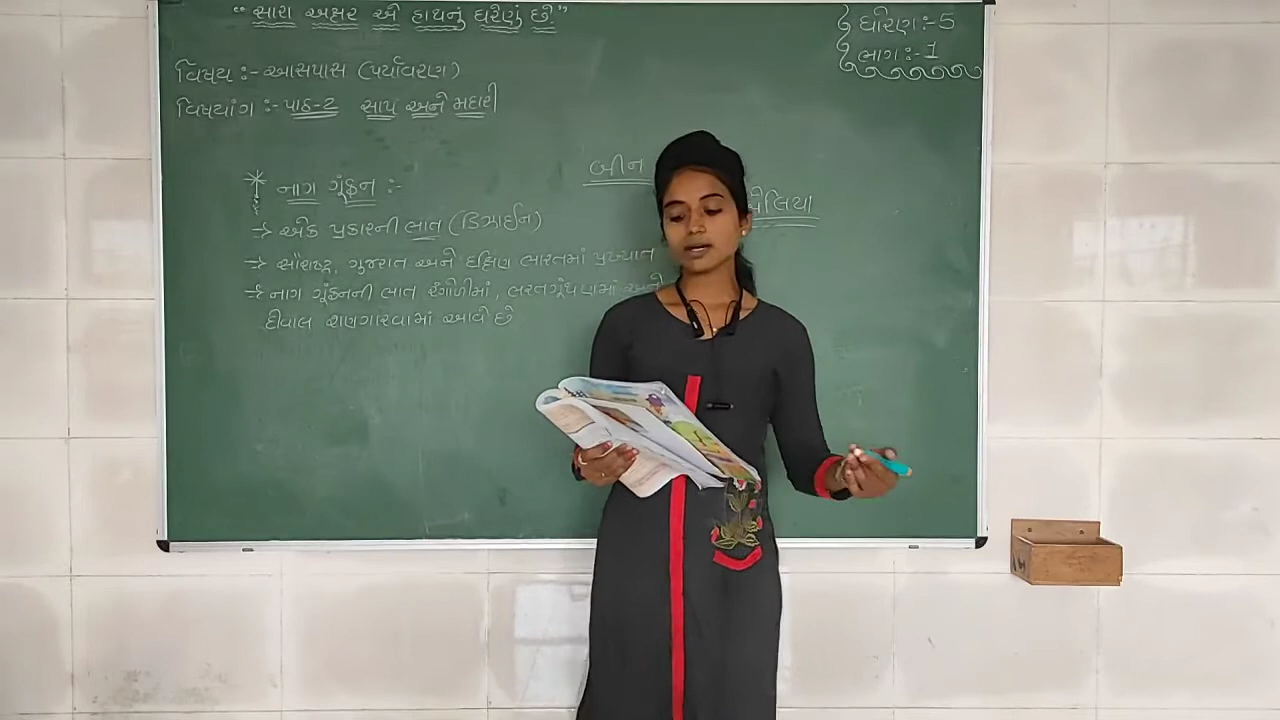 “સારા અક્ષર એ હાથનું ઘરેણું છે.”
ધોરણ :- 5
ભાગ :- 1
વિષય :- આસપાસ (પર્યાવરણ)
વિષયાંગ :- પાઠ-2 સાપ અને મદારી
બીન
* નાગ ગૂંફન :-
→ એક પ્રકારની ભાત (ડિઝાઈન)
→ સૌરાષ્ટ્ર, ગુજરાત અને દક્ષિણ ભારતમાં પ્રખ્યાત
→ નાગ ગૂંફનની ભાત રંગોળીમાં, ભરતગૂંથણમાં અને
દીવાલ શણગારવામાં આવે છે